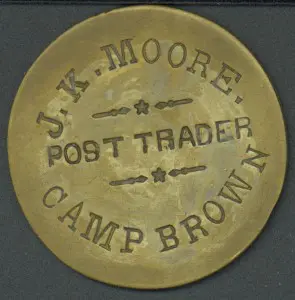 J. K. MOORE.
POST TRADER
CAMP BROWN